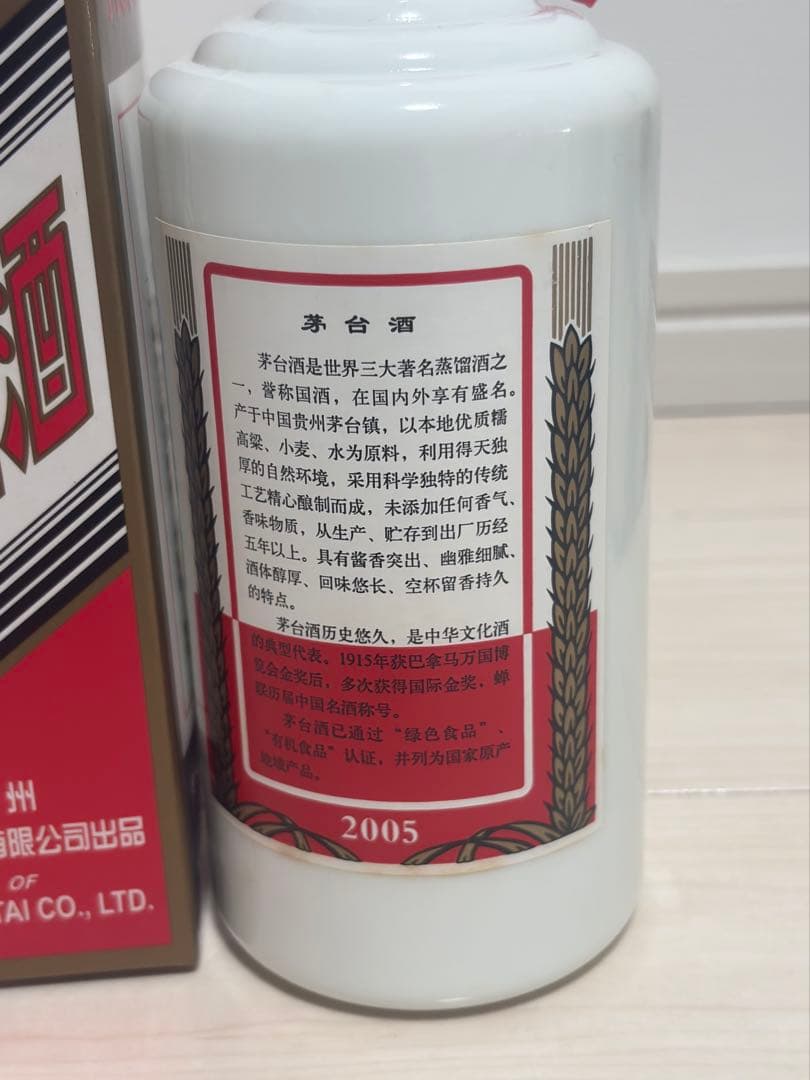 茅台酒
茅台酒是世界三大著名蒸馏酒之
一，誉称国酒，在国内外享有盛名。
产于中国贵州茅台镇，以本地优质糯
高粱、小麦、水为原料，利用得天独
厚的自然环境，采用科学独特的传统
工艺精心酿制而成，未添加任何香气、
香味物质，从生产、贮存到出厂历经
五年以上。具有酱香突出、幽雅细腻、
酒体醇厚、回味悠长、空杯留香持久
的特点。
茅台酒历史悠久，是中华文化酒
的典型代表。1915年获巴拿马万国博
览会金奖后，多次获得国际金奖，蝉
联历届中国名酒称号。
茅台酒已通过“绿色食品”、
“有机食品”认证，并列为国家原产
地域产品。
2005
酒
州
有限公司出品
OF
TAI CO., LTD.